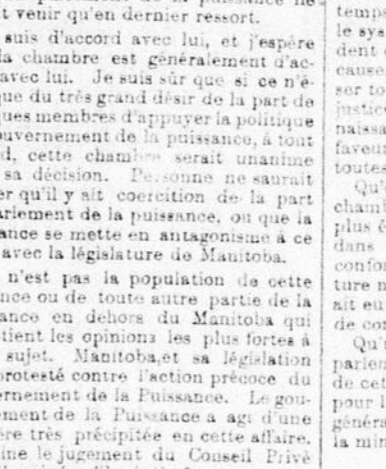 t venir qu'en dernier ressort.
suis d'accord avec lui, et j'espère
la chambre est généralement d'ac-
avec lui. Je suis sûr que si ce n'é-
que du très grand désir de la part de
ques membres d'appuyer la politique
ouvernement de la puissance, à tout
d, cette chambre serait unanime
sa décision. Personne ne saurait
er qu'il y ait coercition de la part
arlement de la puissance, ou que la
ance se mette en antagonisme à ce
avec la législature de Manitoba.
n'est pas la population de cette
nce ou de toute autre partie de la
ance en dehors du Manitoba qui
tient les opinions les plus fortes à
sujet. Manitoba,et sa législation
protesté contre l'action précoce du
ernement de la Puissance. Le gou-
ement de la Puissance a agi d'une
ère très précipitée en cette affaire.
ine le jugement du Conseil Privé
temps
le sys
dent
cause
ser to
justic
naissa
faveu
toutes
Qu'
chamb
plus é
dans
confor
ture n
ait eu
de con
Qu'
parlen
de cet
pour l
généra
la min